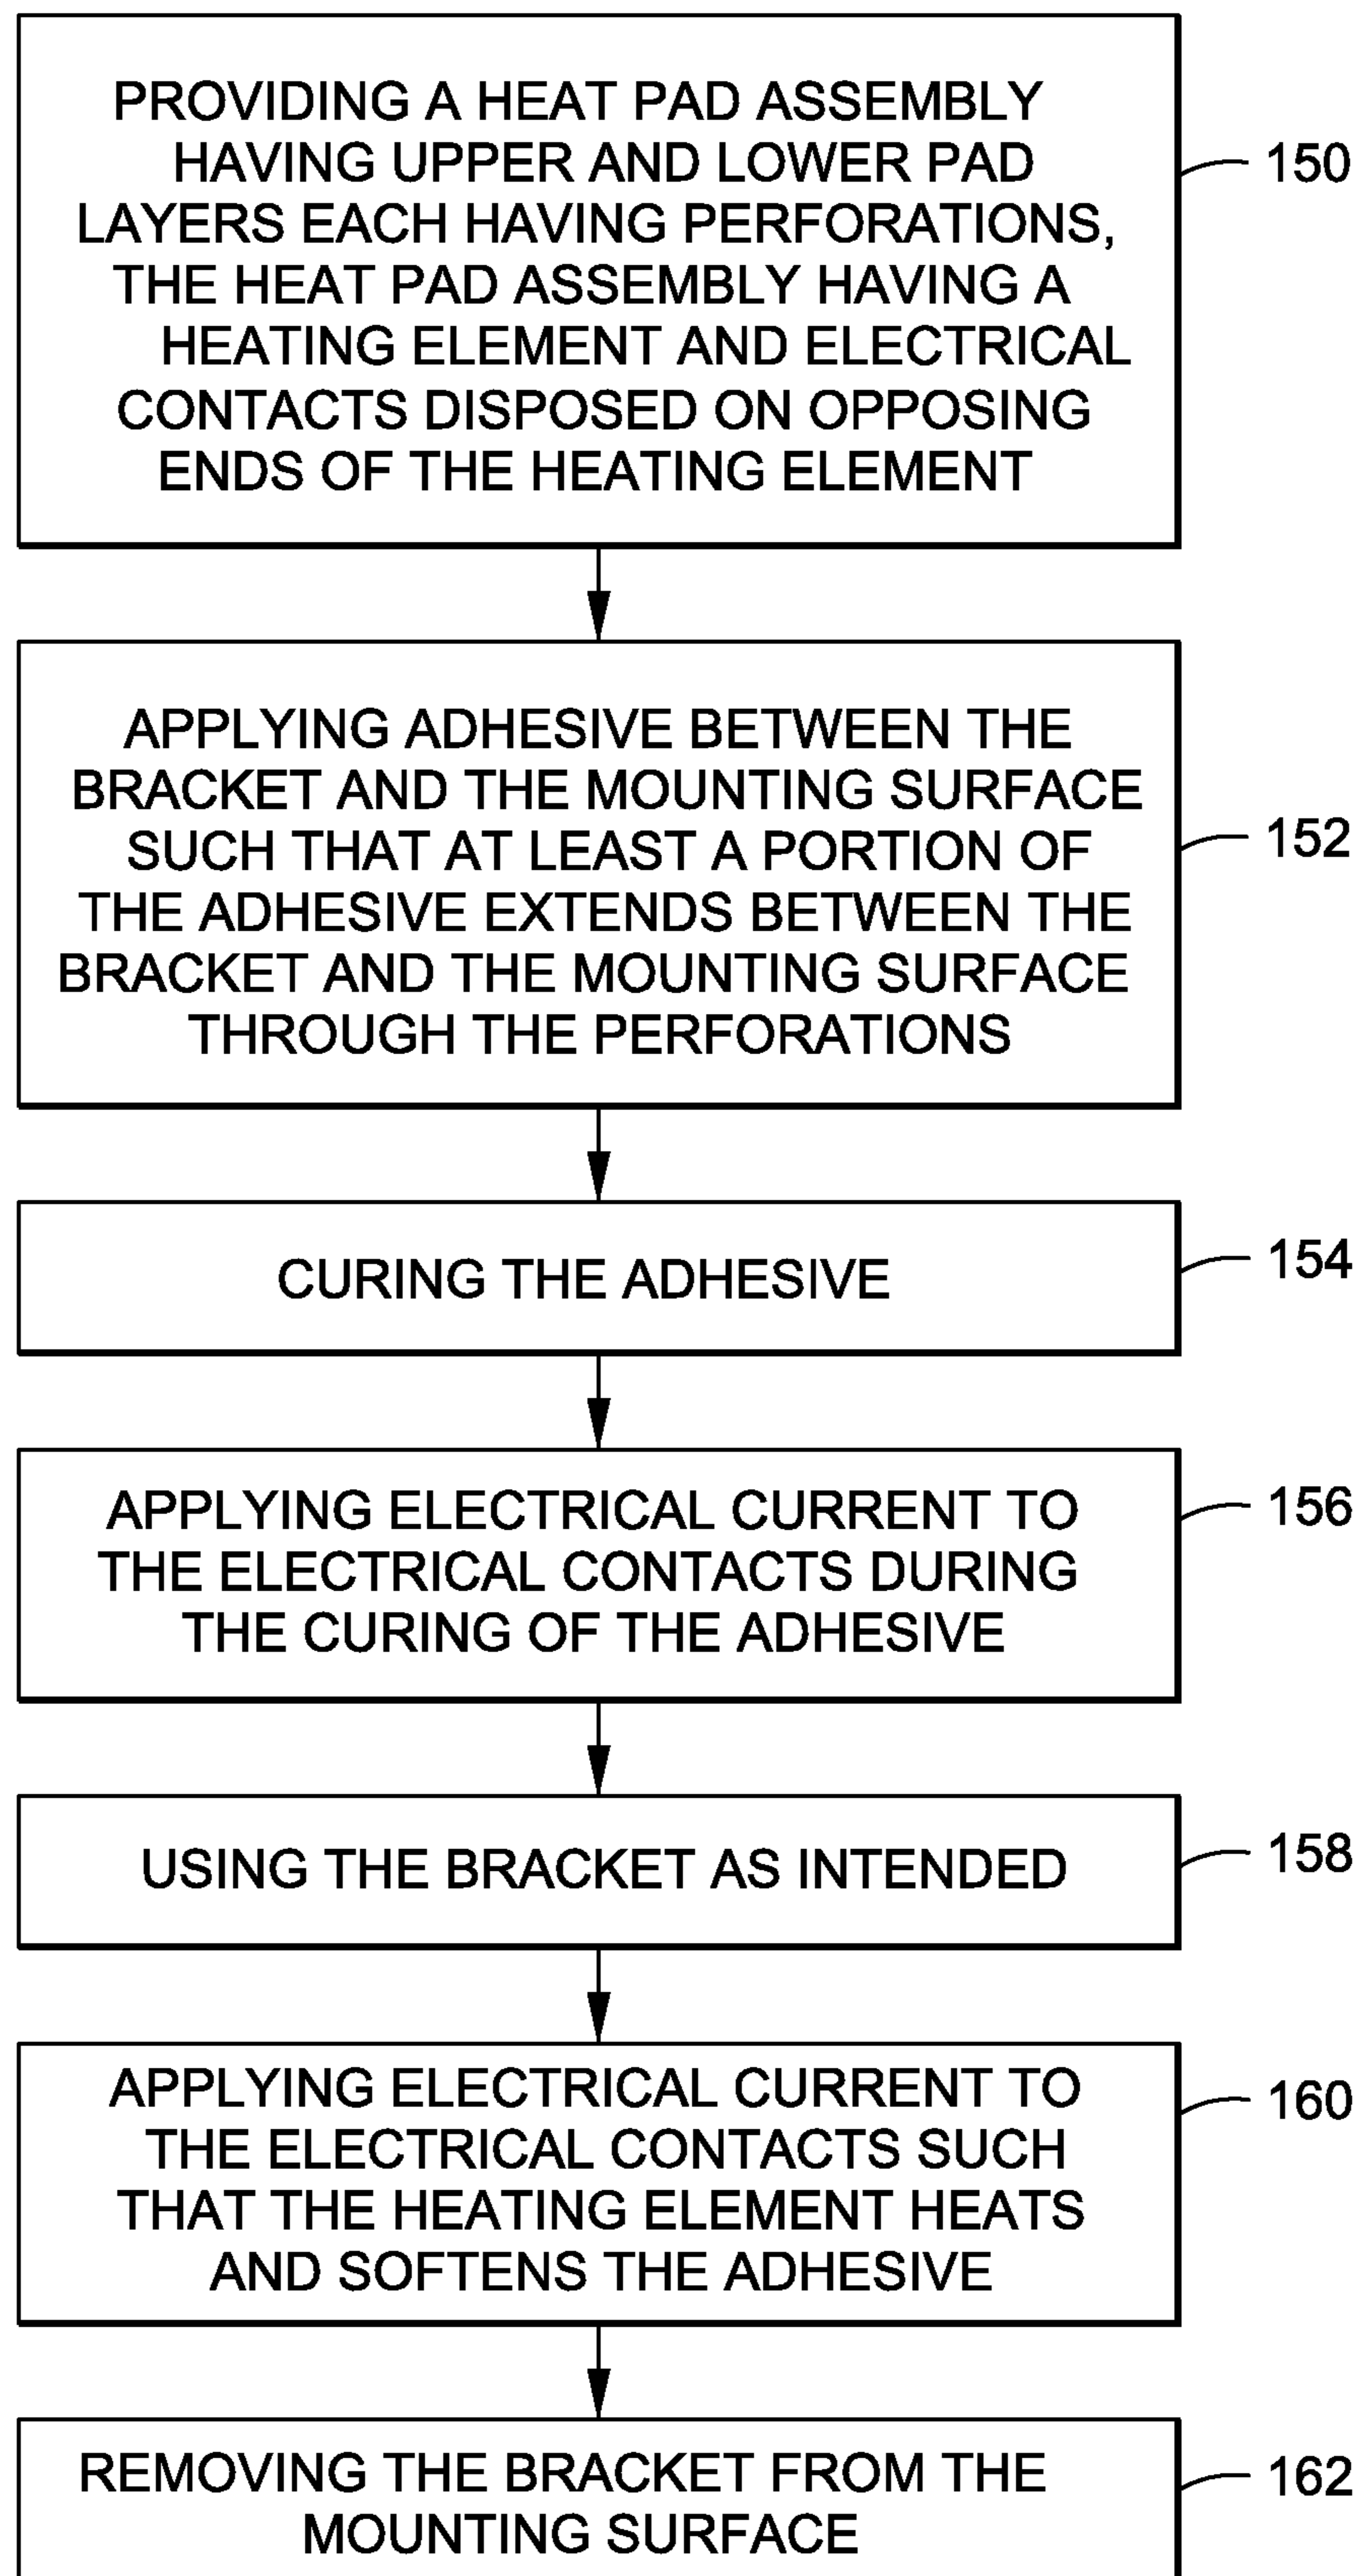 PROVIDING A HEAT PAD ASSEMBLY
HAVING UPPER AND LOWER PAD
LAYERS EACH HAVING PERFORATIONS,
THE HEAT PAD ASSEMBLY HAVING A
HEATING ELEMENT AND ELECTRICAL
CONTACTS DISPOSED ON OPPOSING
ENDS OF THE HEATING ELEMENT
150
APPLYING ADHESIVE BETWEEN THE
BRACKET AND THE MOUNTING SURFACE
SUCH THAT AT LEAST A PORTION OF
THE ADHESIVE EXTENDS BETWEEN THE
BRACKET AND THE MOUNTING SURFACE
THROUGH THE PERFORATIONS
152
CURING THE ADHESIVE
154
APPLYING ELECTRICAL CURRENT TO
THE ELECTRICAL CONTACTS DURING
THE CURING OF THE ADHESIVE
156
USING THE BRACKET AS INTENDED
158
APPLYING ELECTRICAL CURRENT TO
THE ELECTRICAL CONTACTS SUCH
THAT THE HEATING ELEMENT HEATS
AND SOFTENS THE ADHESIVE
160
REMOVING THE BRACKET FROM THE
MOUNTING SURFACE
162